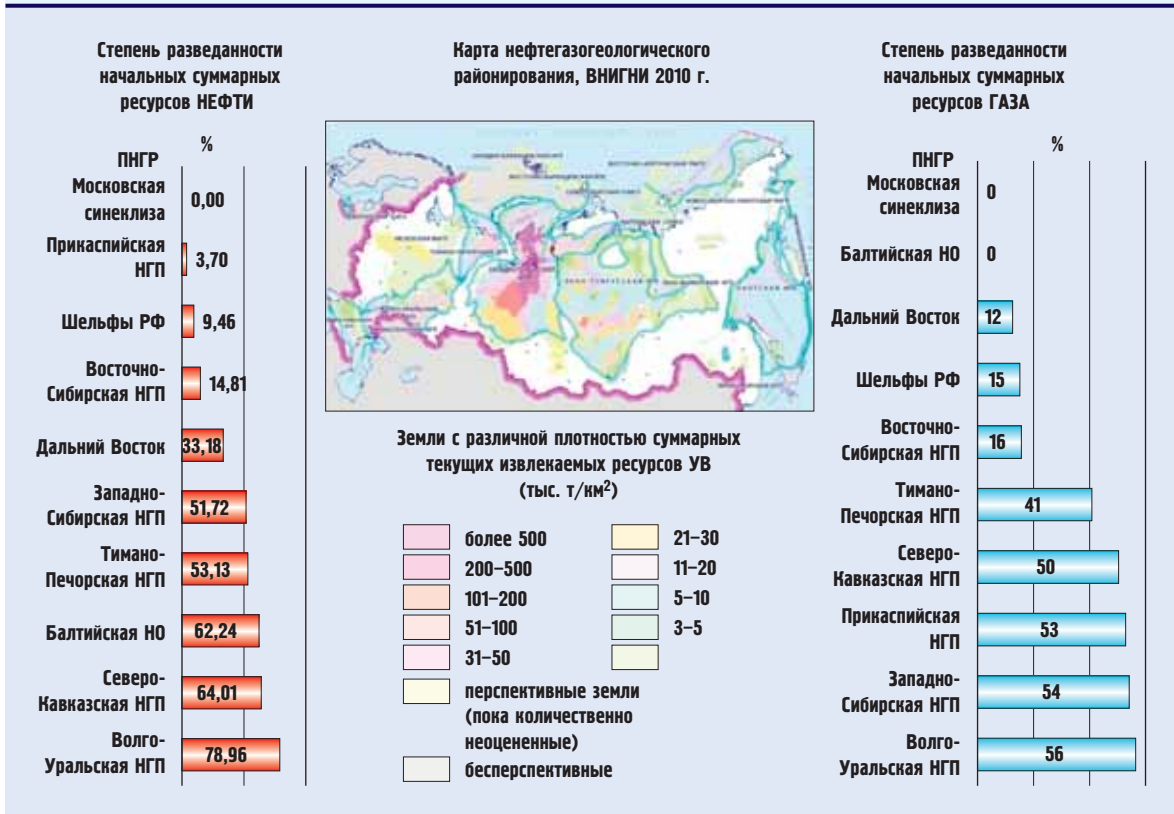 Степень разведанности
начальных суммарных
ресурсов НЕФТИ
%
ПНГР
Московская
синеклиза
0,00
Прикаспийская
НГП
3,70
Шельфы РФ
9,46
Восточно-
Сибирская НГП
14,81
Дальний Восток
33,18
Западно-
Сибирская НГП
51,72
Тимано-
Печорская НГП
53,13
Балтийская НО
62,24
Северо-
Кавказская НГП
64,01
Волго-
Уральская НГП
78,96
Карта нефтегазогеологического
районирования, ВНИГНИ 2010 г.
Земли с различной плотностью суммарных
текущих извлекаемых ресурсов УВ
(тыс. т/км²)
более 500
200–500
101–200
51–100
31–50
21–30
11–20
5–10
3–5
перспективные земли
(пока количественно
неоцененные)
бесперспективные
Степень разведанности
начальных суммарных
ресурсов ГАЗА
%
ПНГР
Московская
синеклиза
0
Балтийская НО
0
Дальний Восток
12
Шельфы РФ
15
Восточно-
Сибирская НГП
16
Тимано-
Печорская НГП
41
Северо-
Кавказская НГП
50
Прикаспийская
НГП
53
Западно-
Сибирская НГП
54
Волго-
Уральская НГП
56